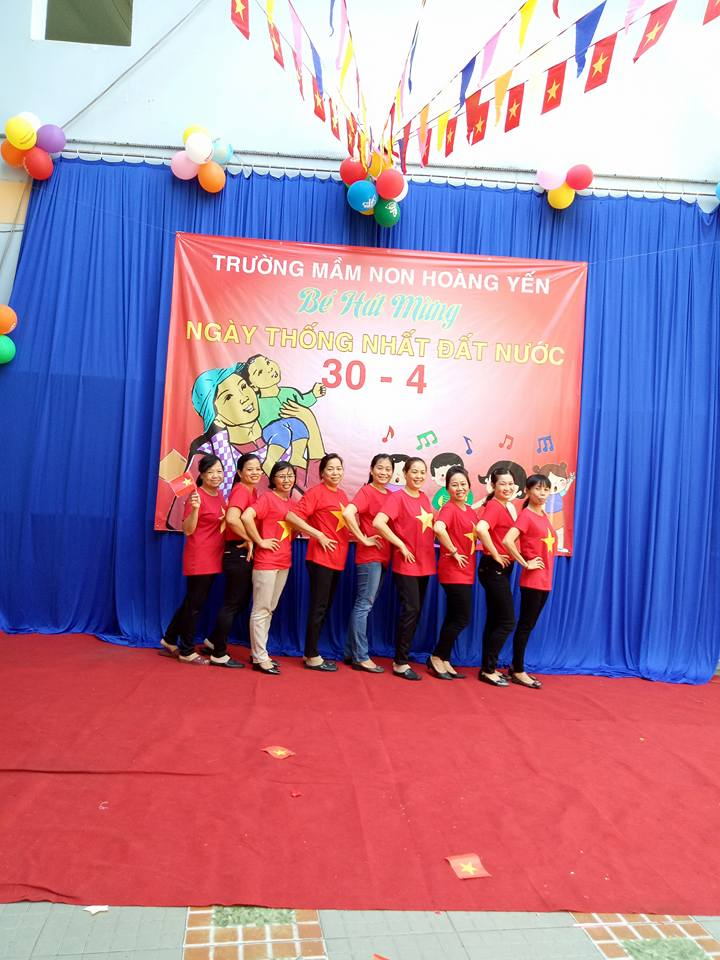 TRƯỜNG MẦM NON HOÀNG YẾN
Bé Hát Mừng
NGÀY THỐNG NHẤT ĐẤT NƯỚC
30 - 4